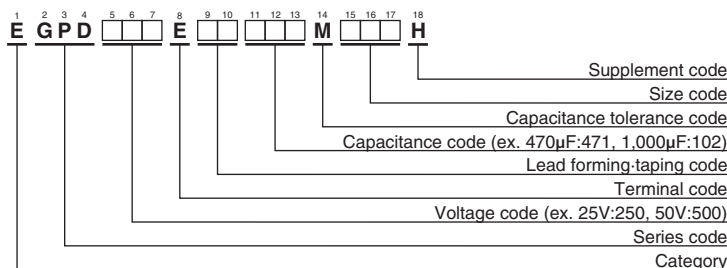 1 2 3 4 5 6 7 8 9 10 11 12 13 14 15 16 17 18
E GPD E M H
Supplement code
Size code
Capacitance tolerance code
Capacitance code (ex. 470µF:471, 1,000µF:102)
Lead forming·taping code
Terminal code
Voltage code (ex. 25V:250, 50V:500)
Series code
Category